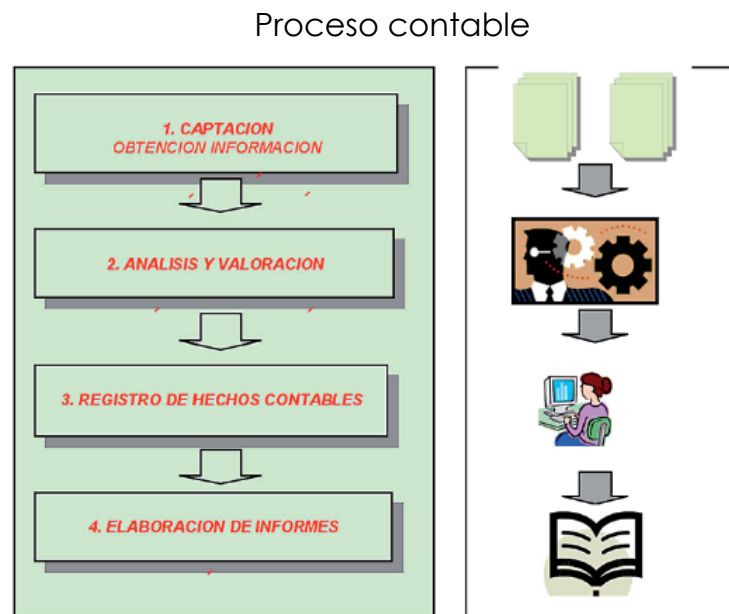 Proceso contable
1. CAPTACION
OBTENCION INFORMACION
2. ANALISIS Y VALORACION
3. REGISTRO DE HECHOS CONTABLES
4. ELABORACION DE INFORMES